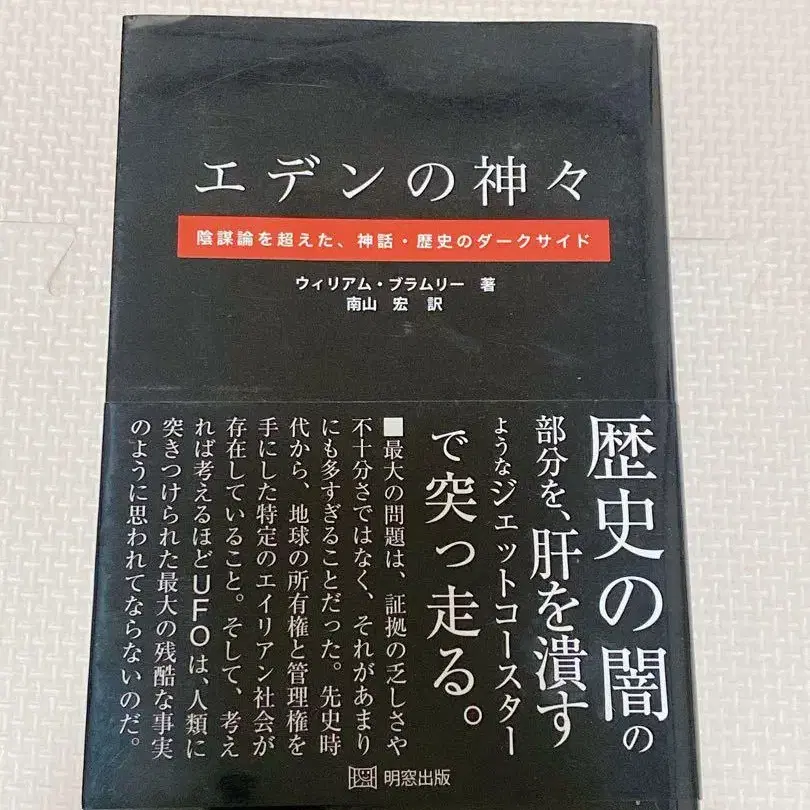 エデンの神々
陰謀論を超えた、神話・歴史のダークサイド
ウィリアム・ブラムリー 著
南山 宏 訳
歴史の闇の
部分を、肝を潰す
ようなジェットコースター
で突っ走る。
■最大の問題は、証拠の乏しさや
不十分さではなく、それがあまり
にも多すぎることだった。先史時
代から、地球の所有権と管理権を
手にした特定のエイリアン社会が
存在していること。そして、考え
れば考えるほどUFOは、人類に
突きつけられた最大の残酷な事実
のように思われてならないのだ。
明窓出版